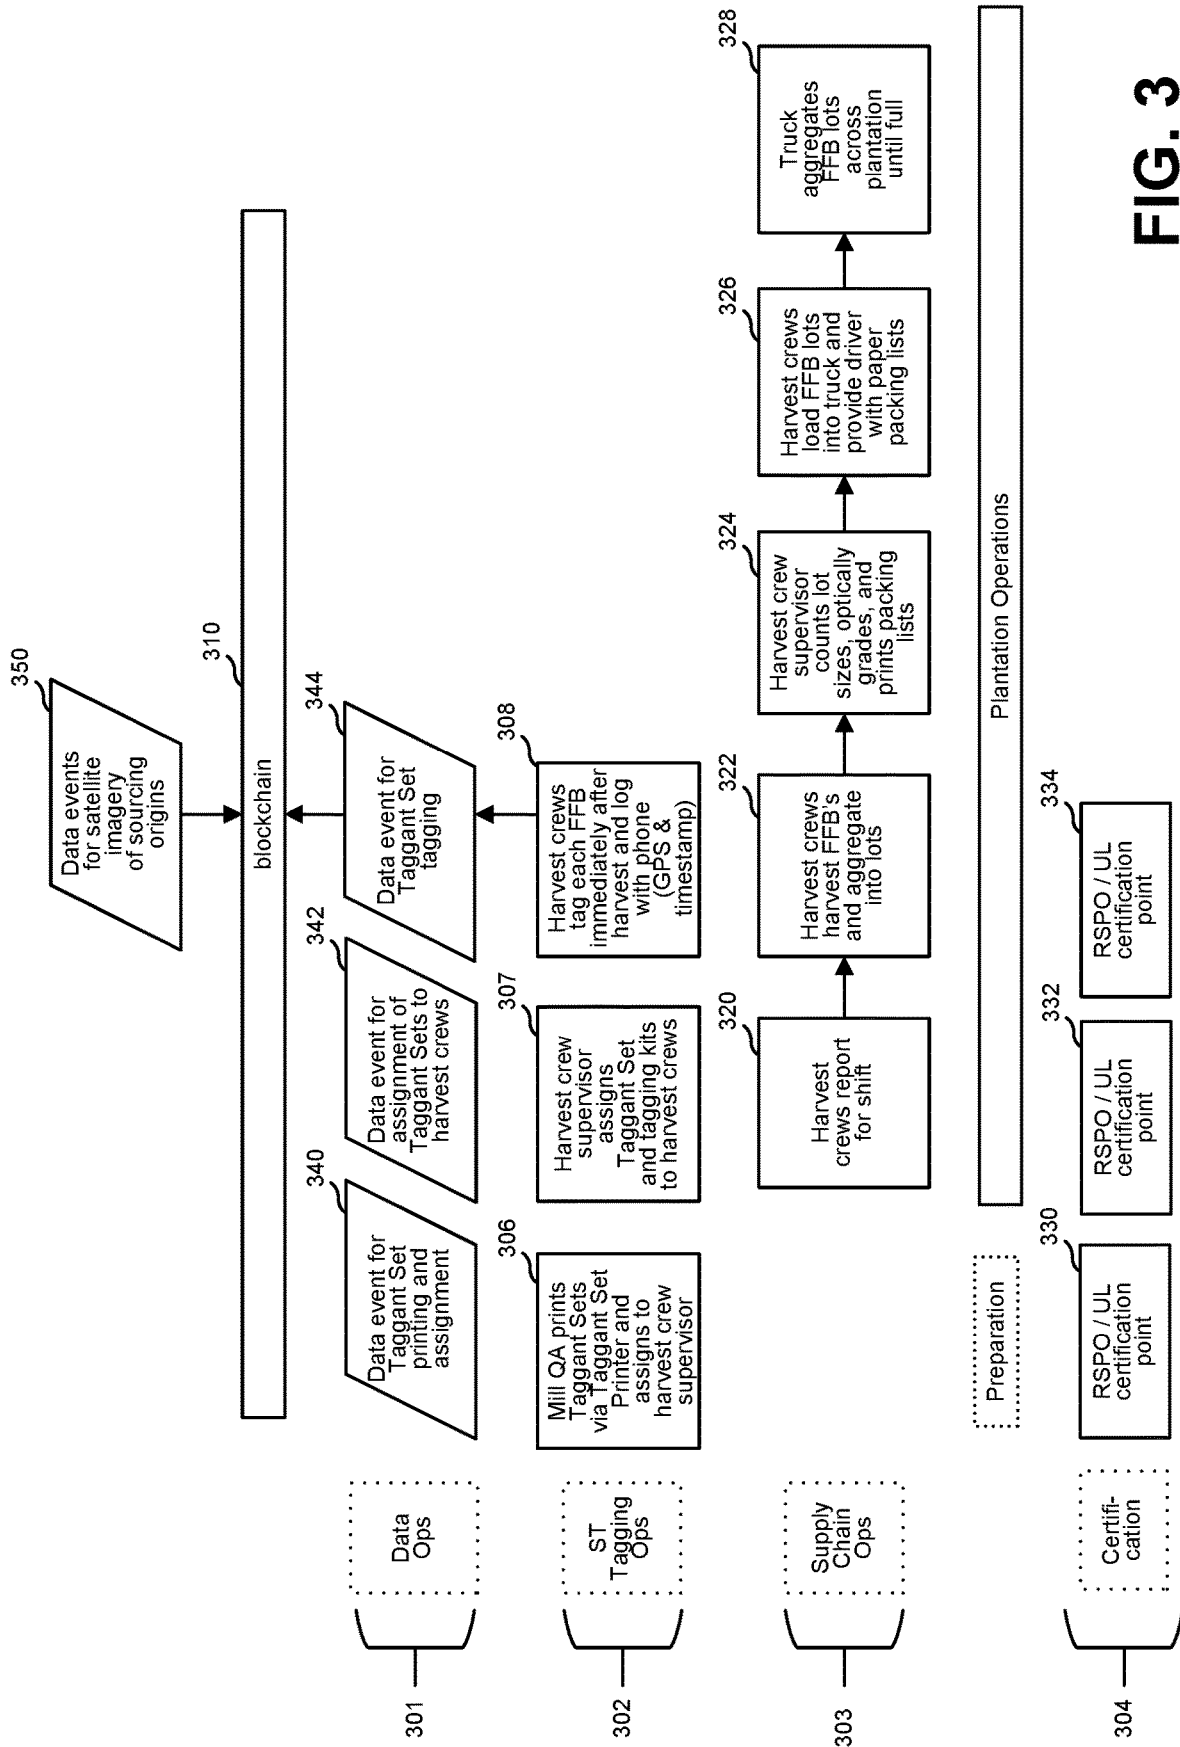 350
Data events
for satellite
imagery
of sourcing
origins
310
blockchain
301
Data
Ops
340
Data event for
Taggant Set
printing and
assignment
342
Data event for
assignment of
Taggant Sets to
harvest crews
344
Data event for
Taggant Set
tagging
302
ST
Tagging
Ops
306
Mill QA prints
Taggant Sets
via Taggant Set
Printer and
assigns to
harvest crew
supervisor
307
Harvest crew
supervisor
assigns
Taggant Set
and tagging kits
to harvest crews
308
Harvest crews
tag each FFB
immediately after
harvest and log
with phone
(GPS &
timestamp)
303
Supply
Chain
Ops
320
Harvest
crews report
for shift
322
Harvest crews
harvest FFB's
and aggregate
into lots
324
Harvest crew
supervisor
counts lot
sizes, optically
grades, and
prints packing
lists
326
Harvest crews
load FFB lots
into truck and
provide driver
with paper
packing lists
328
Truck
aggregates
FFB lots
across
plantation
until full
Preparation
Plantation Operations
304
Certifi-
cation
330
RSPO / UL
certification
point
332
RSPO / UL
certification
point
334
RSPO / UL
certification
point
FIG. 3